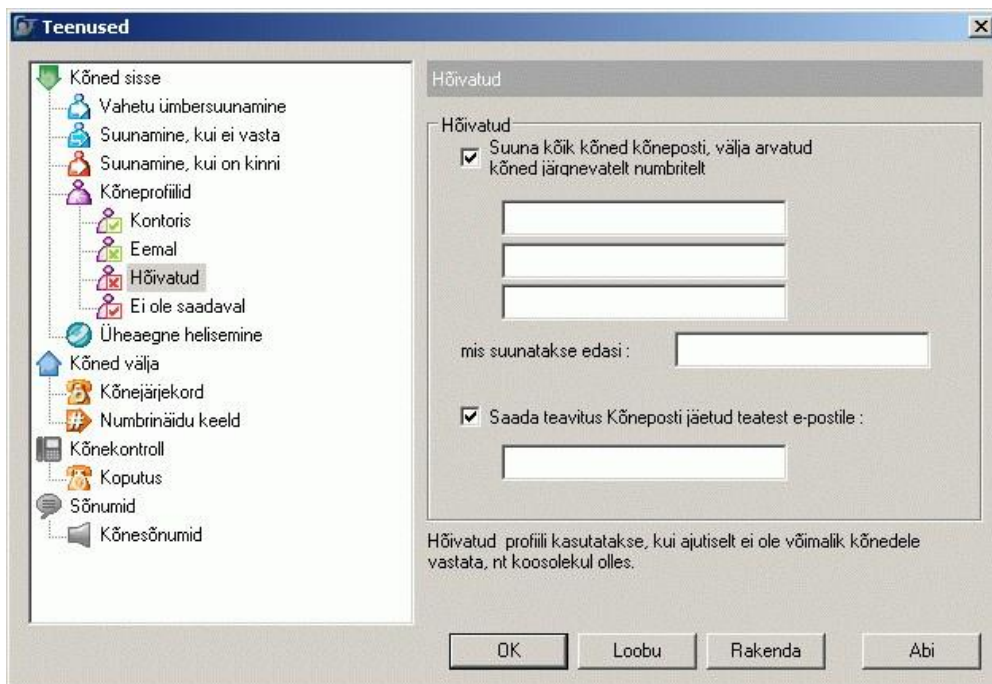 Teenused
Kõned sisse
Vahetu ümbersuunamine
Suunamine, kui ei vasta
Suunamine, kui on kinni
Kõneprofiilid
Kontoris
Eemal
Hõivatud
Ei ole saadaval
Üheaegne helisemine
Kõned välja
Kõnejärjekord
Numbrinäidu keeld
Kõnekontroll
Koputus
Sõnumid
Kõnesõnumid
Hõivatud
Hõivatud
Suuna kõik kõned kõneposti, välja arvatud
kõned järgnevatelt numbritelt
mis suunatakse edasi :
Saada teavitus Kõneposti jäetud teatest e-postile :
Hõivatud profiili kasutatakse, kui ajutiselt ei ole võimalik kõnedele
vastata, nt koosolekul olles.
OK
Loobu
Rakenda
Abi